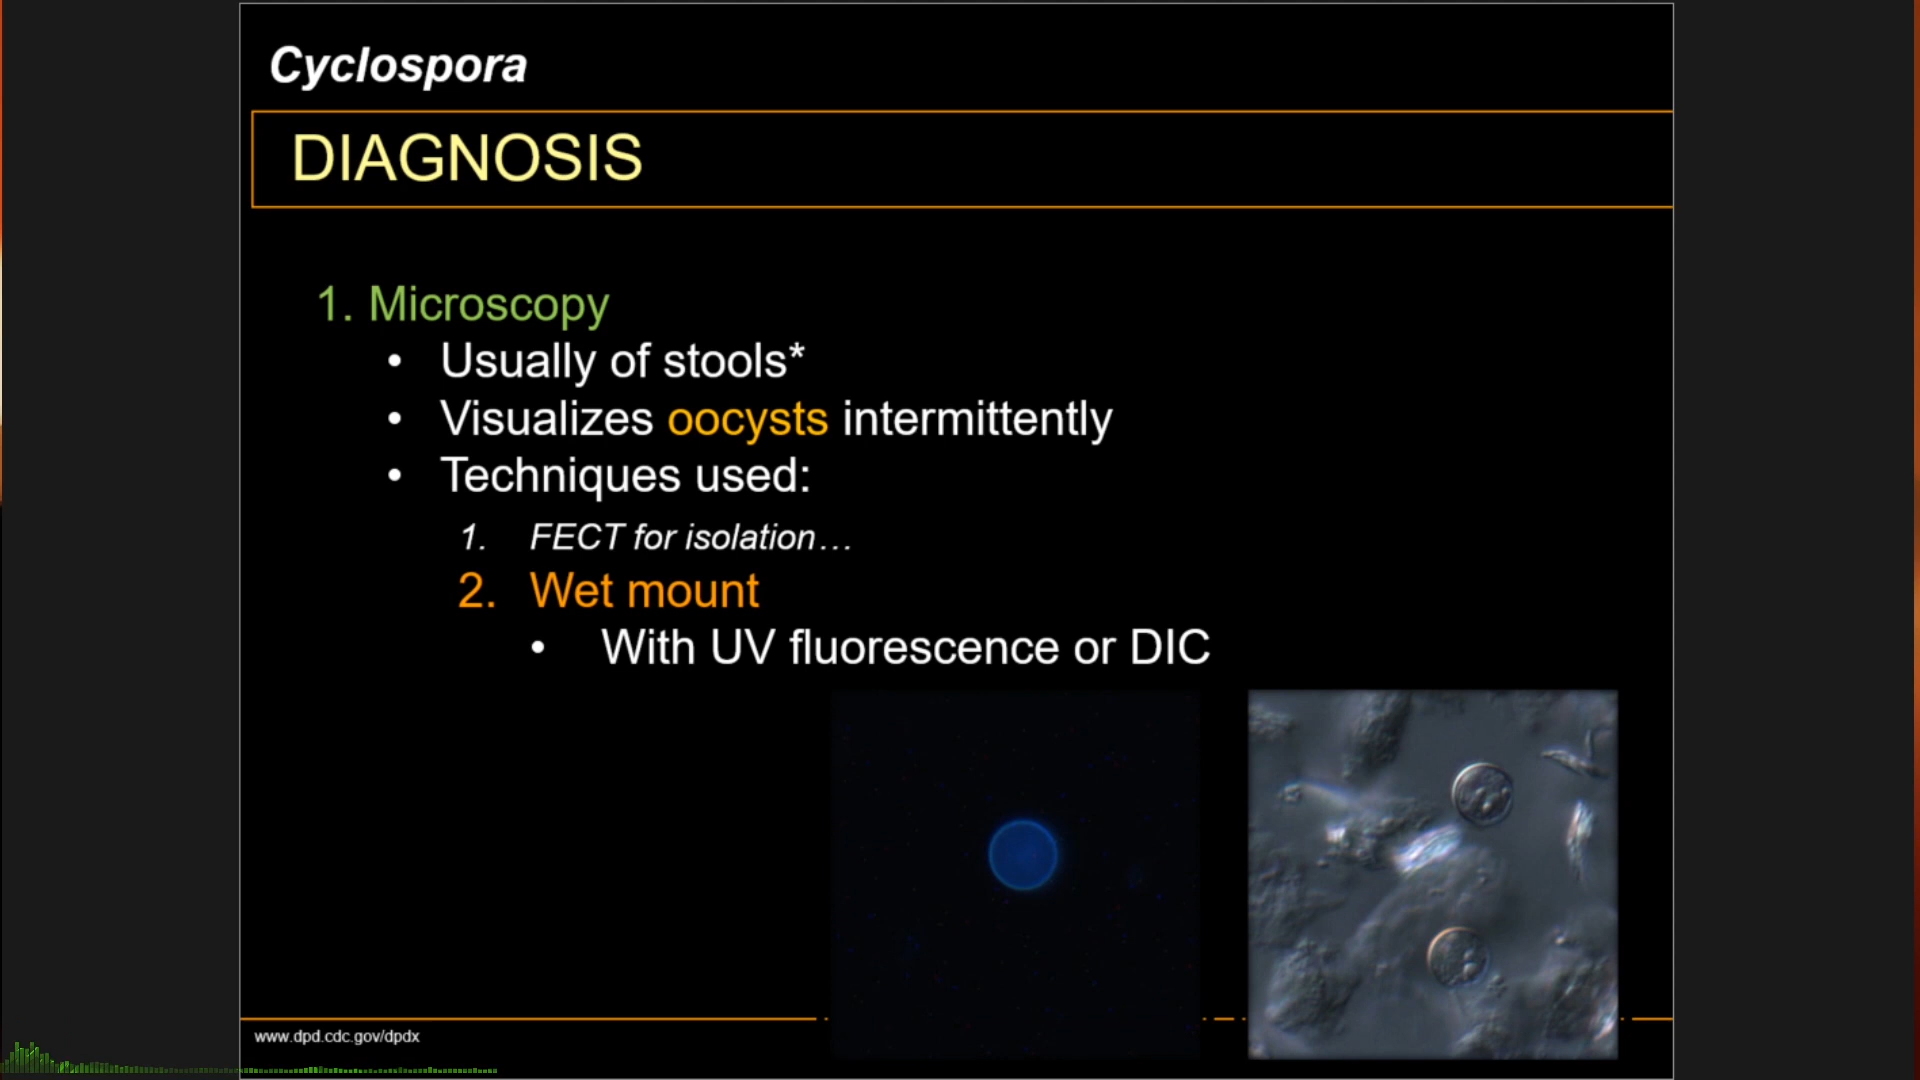 Cyclospora
DIAGNOSIS
1. Microscopy
• Usually of stools*
• Visualizes oocysts intermittently
• Techniques used:
1. FECT for isolation…
2. Wet mount
• With UV fluorescence or DIC
www.dpd.cdc.gov/dpdx